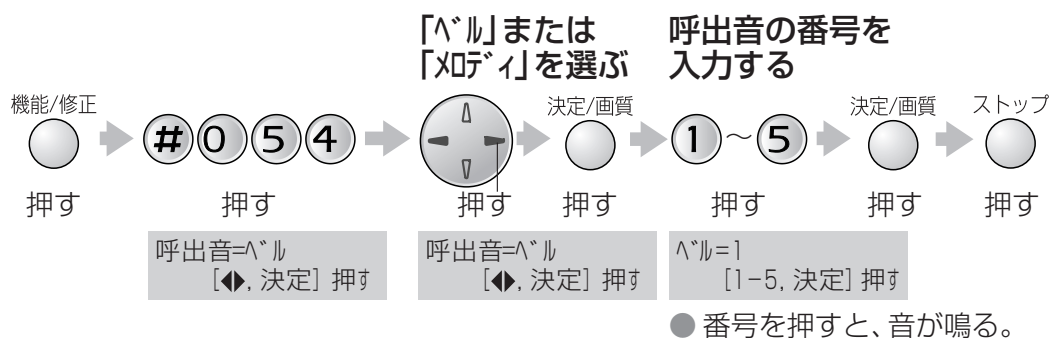 「ﾍﾞﾙ」または
「ﾒﾛﾃﾞｨ」を選ぶ
呼出音の番号を
入力する
機能/修正
決定/画質
決定/画質
ストップ
#054
1～5
押す
押す
押す
押す
押す
押す
押す
呼出音=ﾍﾞﾙ
[◀▶, 決定] 押す
呼出音=ﾍﾞﾙ
[◀▶, 決定] 押す
ﾍﾞﾙ=1
[1-5, 決定] 押す
● 番号を押すと、音が鳴る。